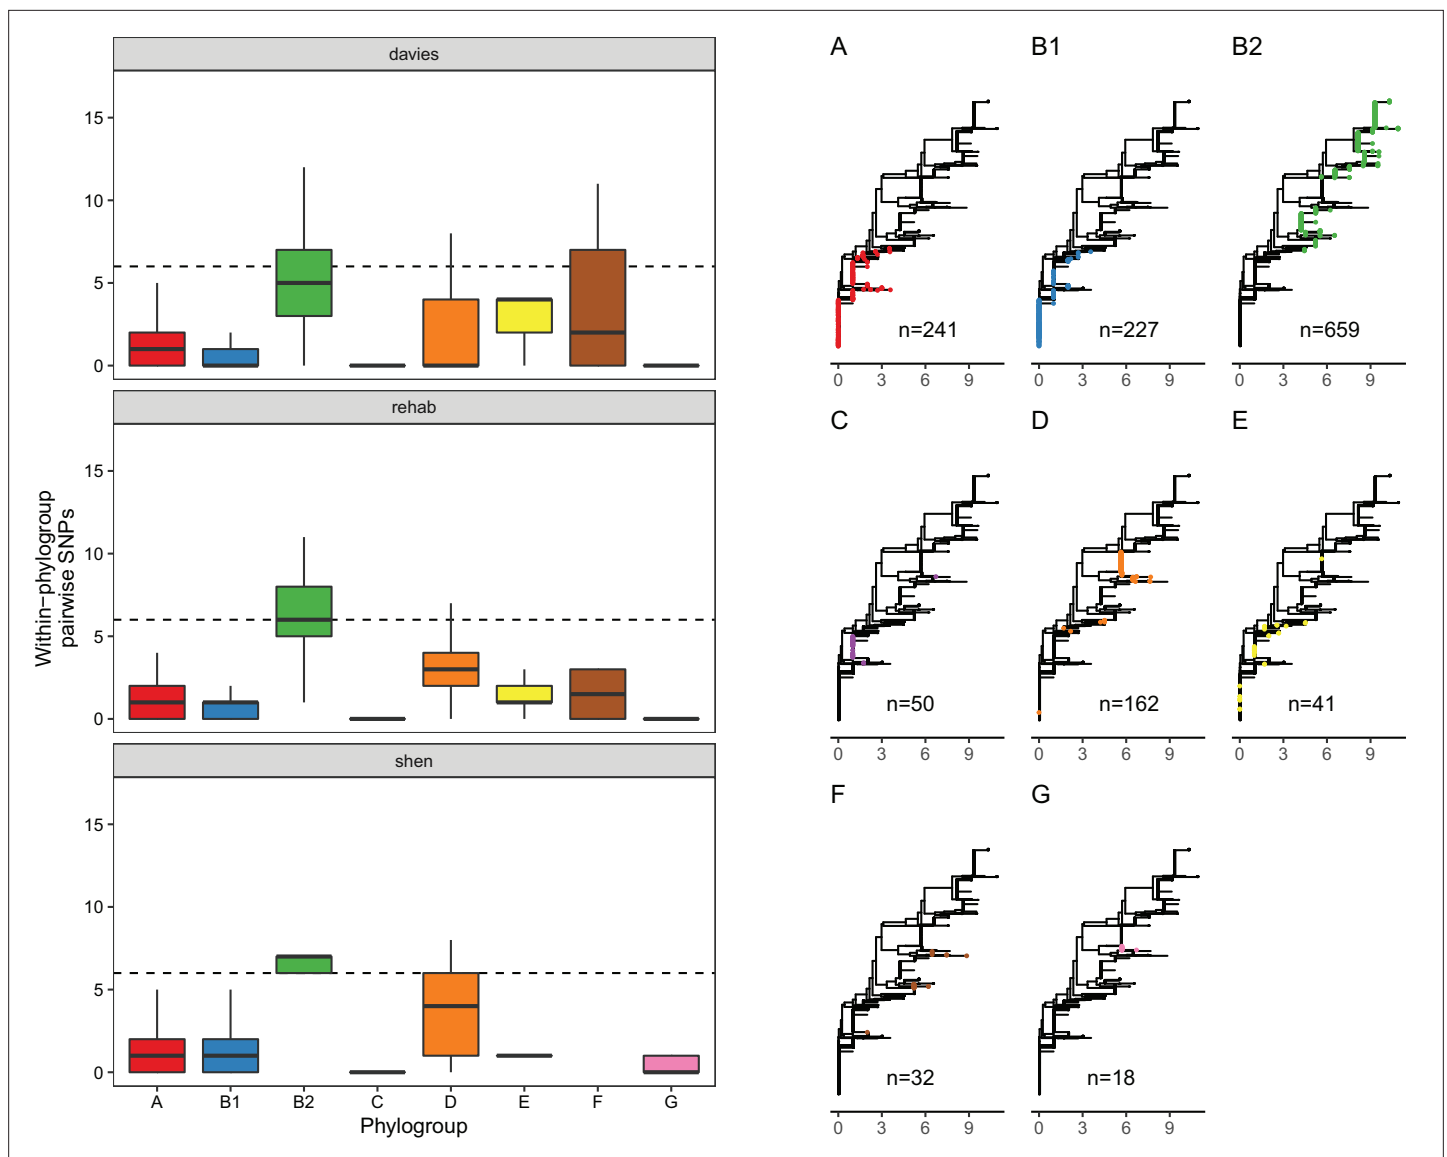 davies
15
10
5
0
rehab
15
10
5
0
shen
15
10
5
0
Within-phylogroup
pairwise SNPs
A B1 B2 C D E F G
Phylogroup
A B1 B2
n=241 n=227 n=659
0 3 6 9 0 3 6 9 0 3 6 9
C D E
n=50 n=162 n=41
0 3 6 9 0 3 6 9 0 3 6 9
F G
n=32 n=18
0 3 6 9 0 3 6 9